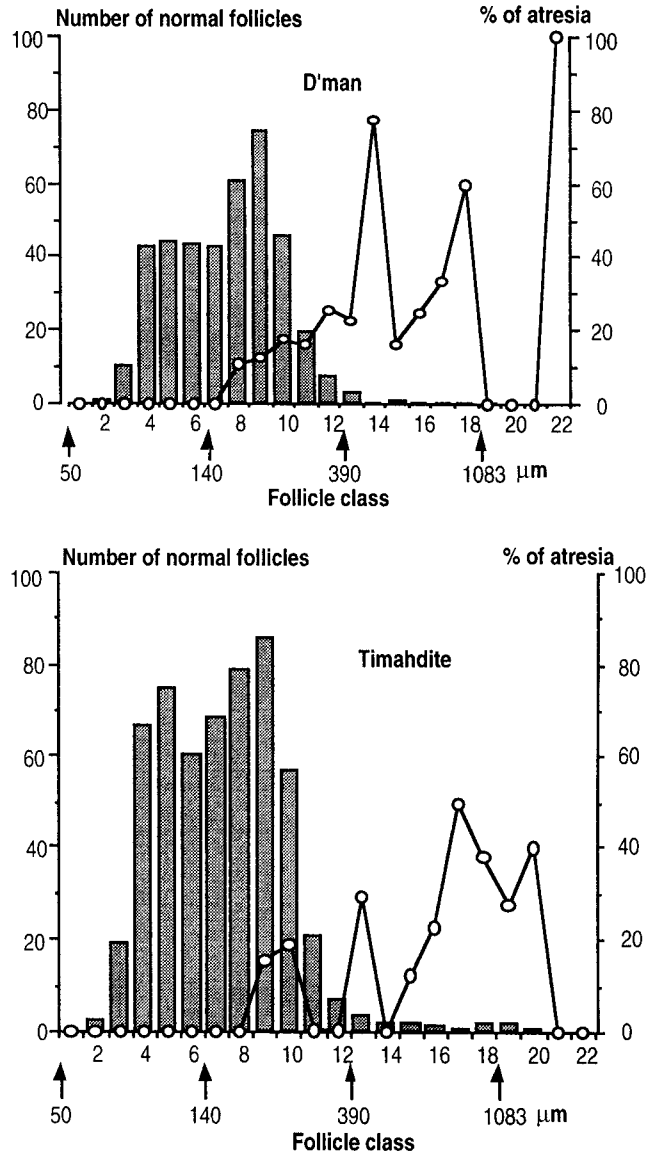 Number of normal follicles % of atresia
D'man
100 100
80 80
60 60
40 40
20 20
0 0
2 4 6 8 10 12 14 16 18 20 22
50 140 390 1083 µm
Follicle class
Number of normal follicles % of atresia
100 100
Timahdite
80 80
60 60
40 40
20 20
0 0
2 4 6 8 10 12 14 16 18 20 22
50 140 390 1083 µm
Follicle class